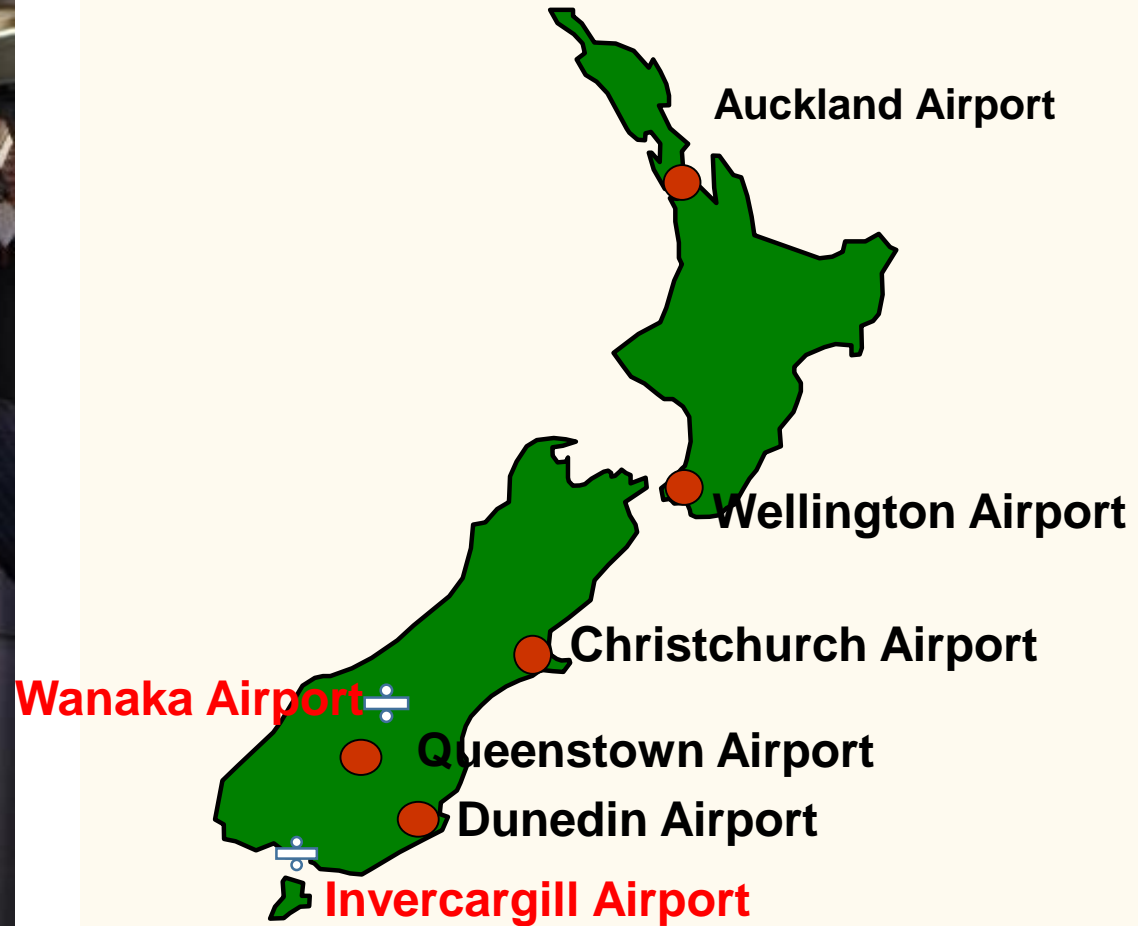 Auckland Airport
Wellington Airport
Christchurch Airport
Wanaka Airport
Queenstown Airport
Dunedin Airport
Invercargill Airport